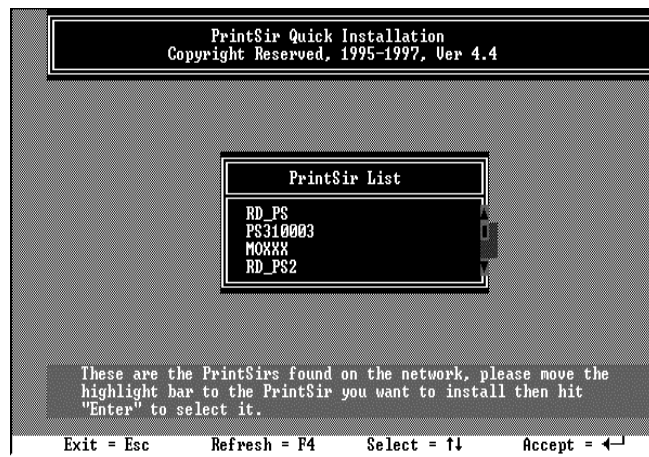 PrintSir Quick Installation
Copyright Reserved, 1995-1997, Ver 4.4
PrintSir List
RD_PS
PS310003
MOXXX
RD_PS2
These are the PrintSirs found on the network, please move the
highlight bar to the PrintSir you want to install then hit
"Enter" to select it.
Exit = Esc Refresh = F4 Select = ↑↓ Accept = ↵